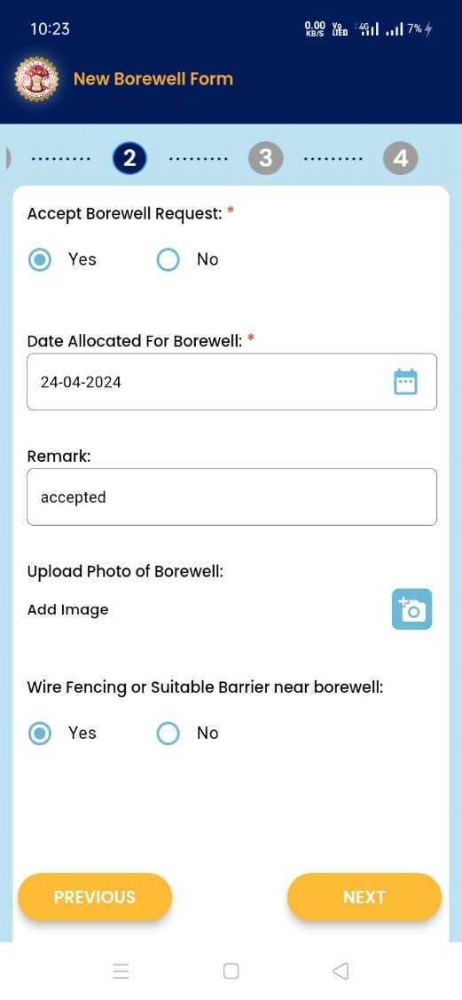 10:23
0.00 KB/S Vo LTED 4G 7%
New Borewell Form
2 3 4
Accept Borewell Request: *
Yes No
Date Allocated For Borewell: *
24-04-2024
Remark:
accepted
Upload Photo of Borewell:
Add Image
Wire Fencing or Suitable Barrier near borewell:
Yes No
PREVIOUS NEXT